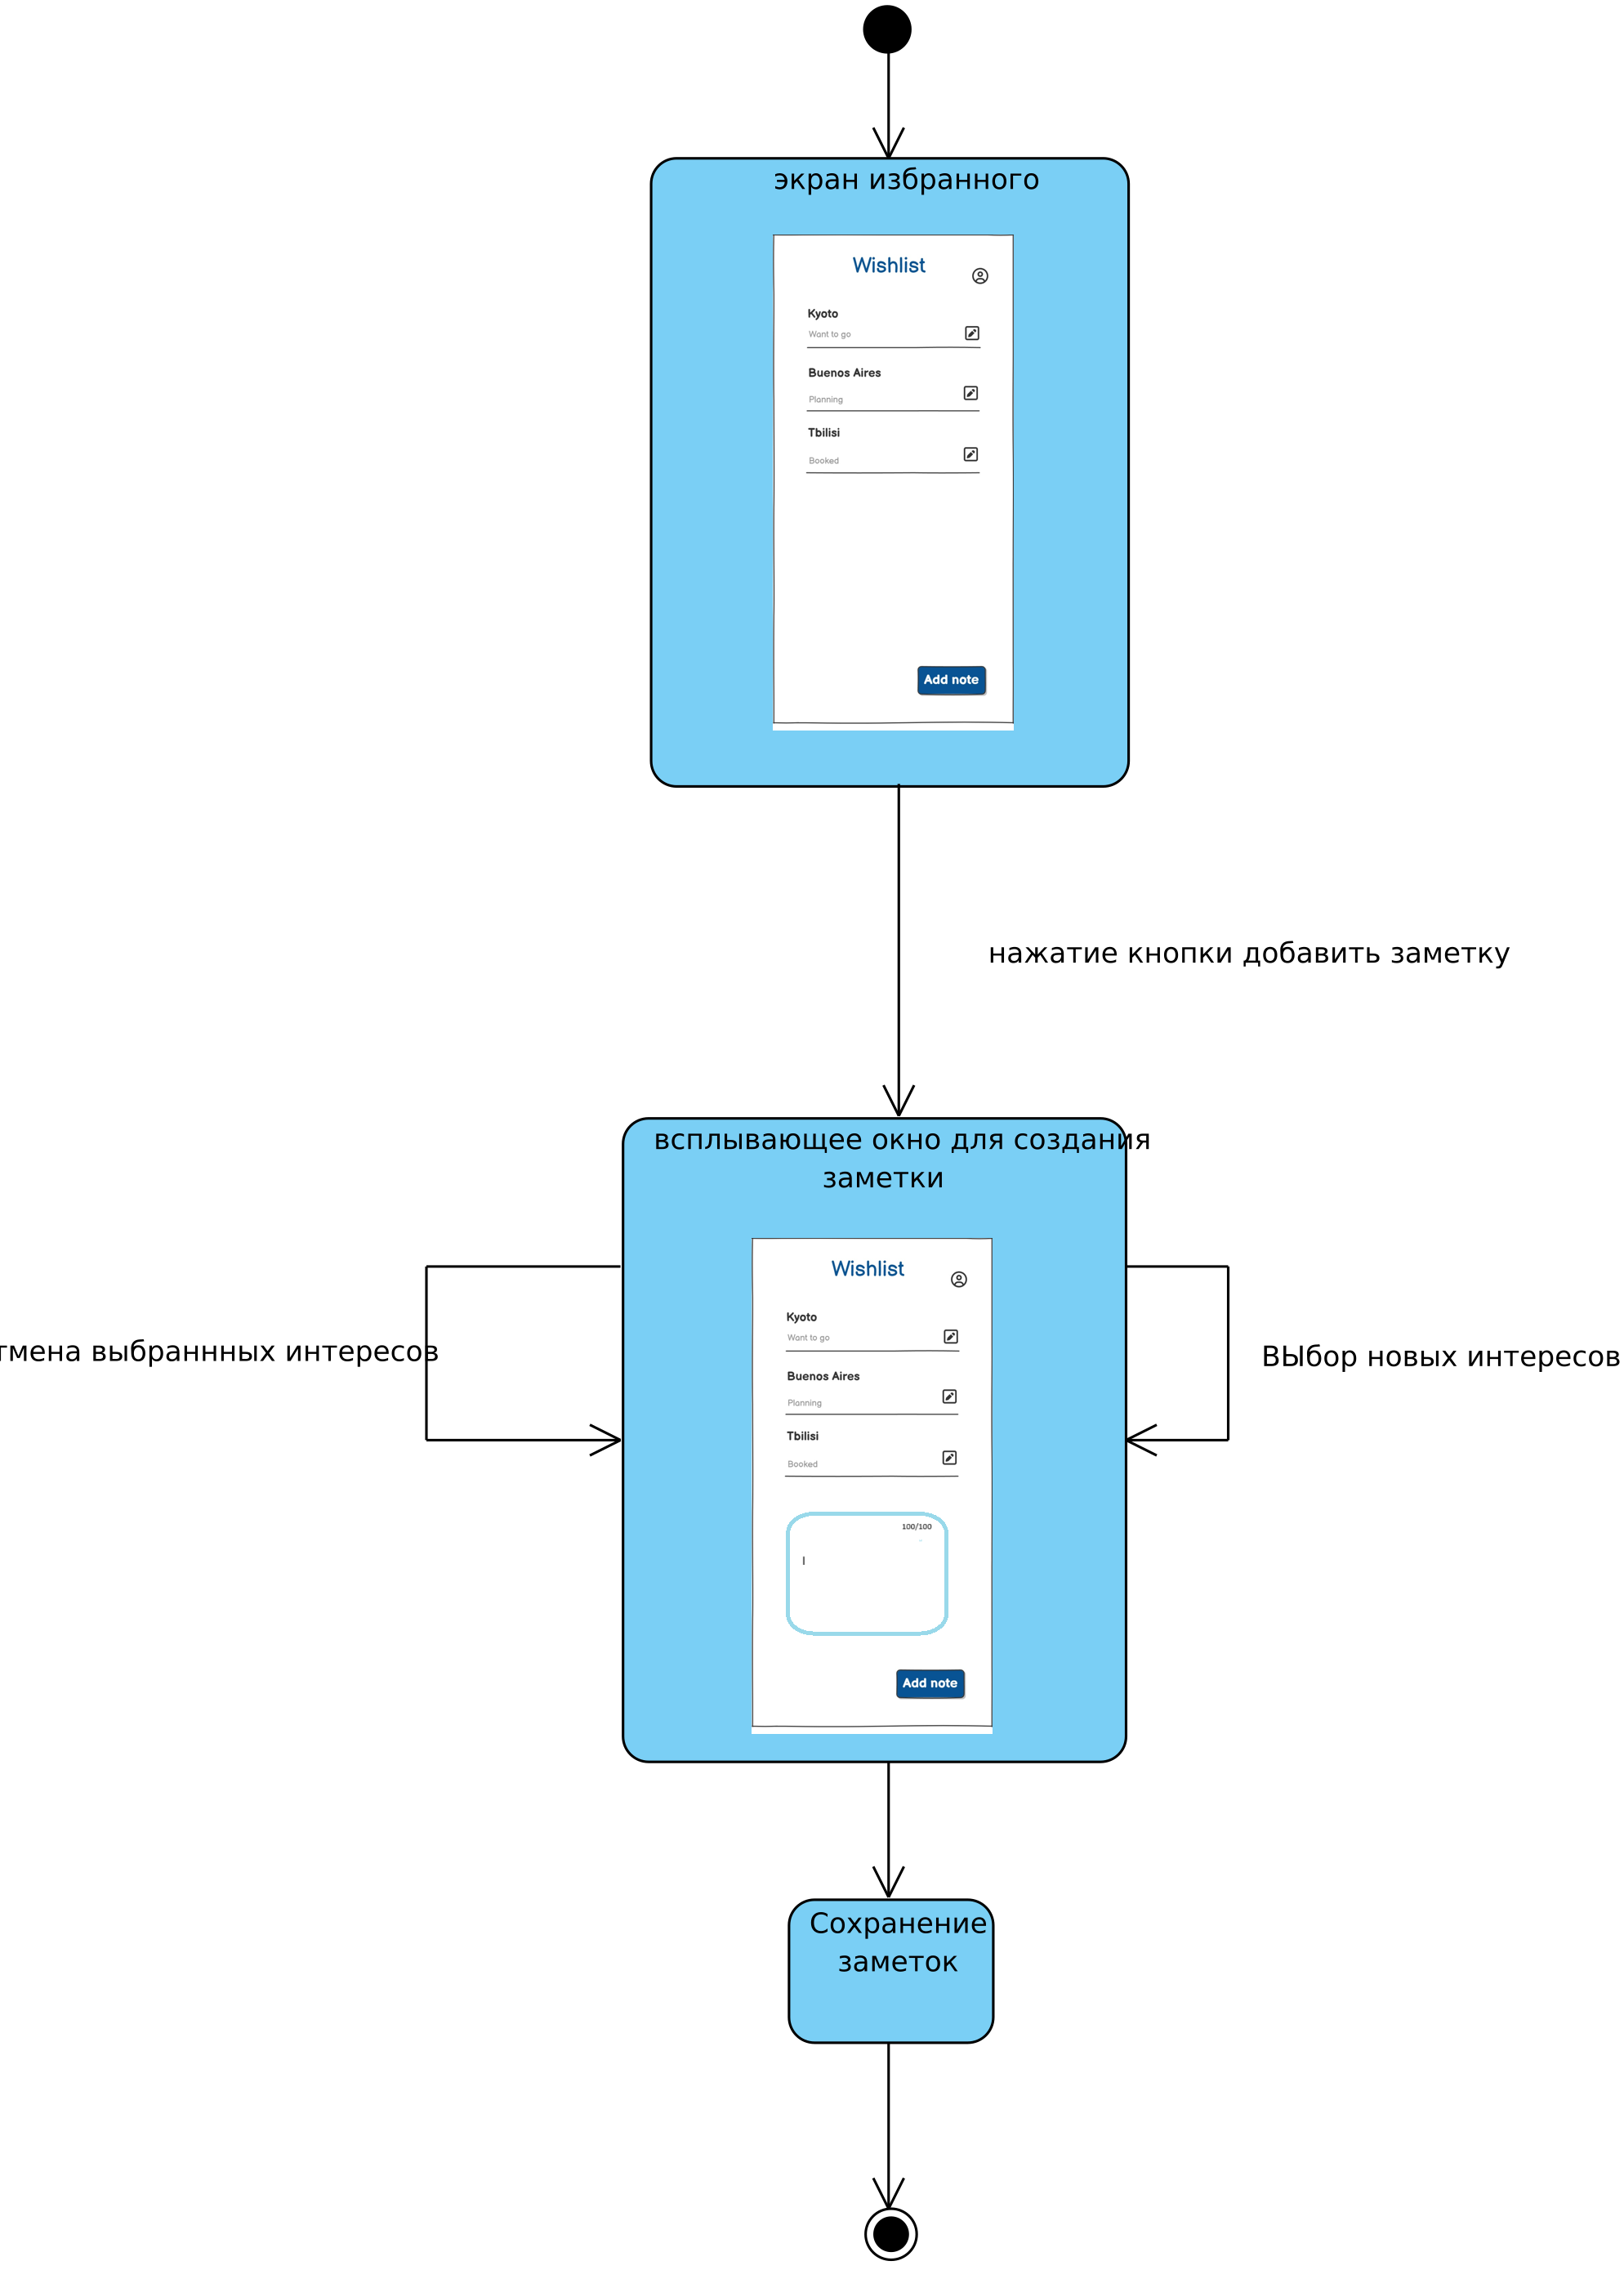 экран избранного
Wishlist
Kyoto
Want to go
Buenos Aires
Planning
Tbilisi
Booked
Add note
нажатие кнопки добавить заметку
всплывающее окно для создания
заметки
Wishlist
Kyoto
Want to go
Buenos Aires
Planning
Tbilisi
Booked
100/100
Add note
тмена выбраннных интересов
ВЫбор новых интересов
Сохранение
заметок